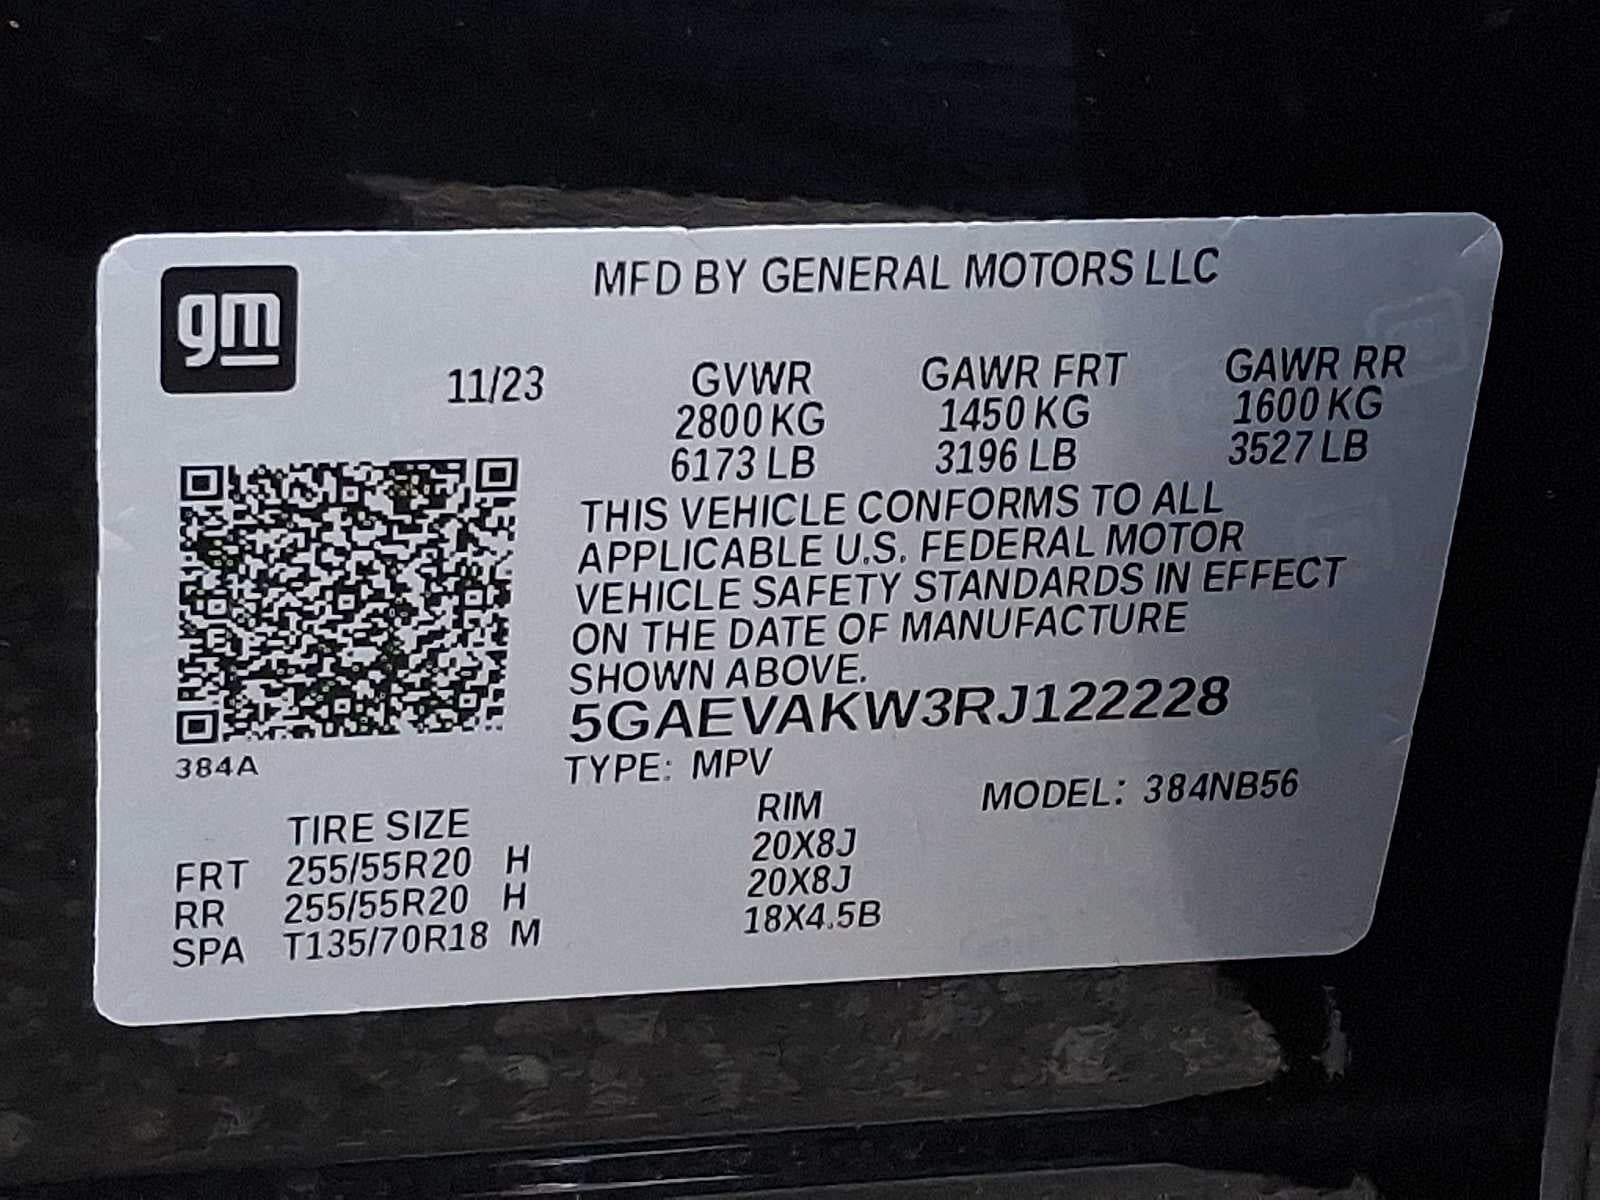 gm
MFD BY GENERAL MOTORS LLC
11/23
GVWR GAWR FRT GAWR RR
2800 KG 1450 KG 1600 KG
6173 LB 3196 LB 3527 LB
THIS VEHICLE CONFORMS TO ALL
APPLICABLE U.S. FEDERAL MOTOR
VEHICLE SAFETY STANDARDS IN EFFECT
ON THE DATE OF MANUFACTURE
SHOWN ABOVE.
5GAEVAKW3RJ122228
384A
TYPE: MPV
MODEL: 384NB56
TIRE SIZE RIM
FRT 255/55R20 H 20X8J
RR 255/55R20 H 20X8J
SPA T135/70R18 M 18X4.5B